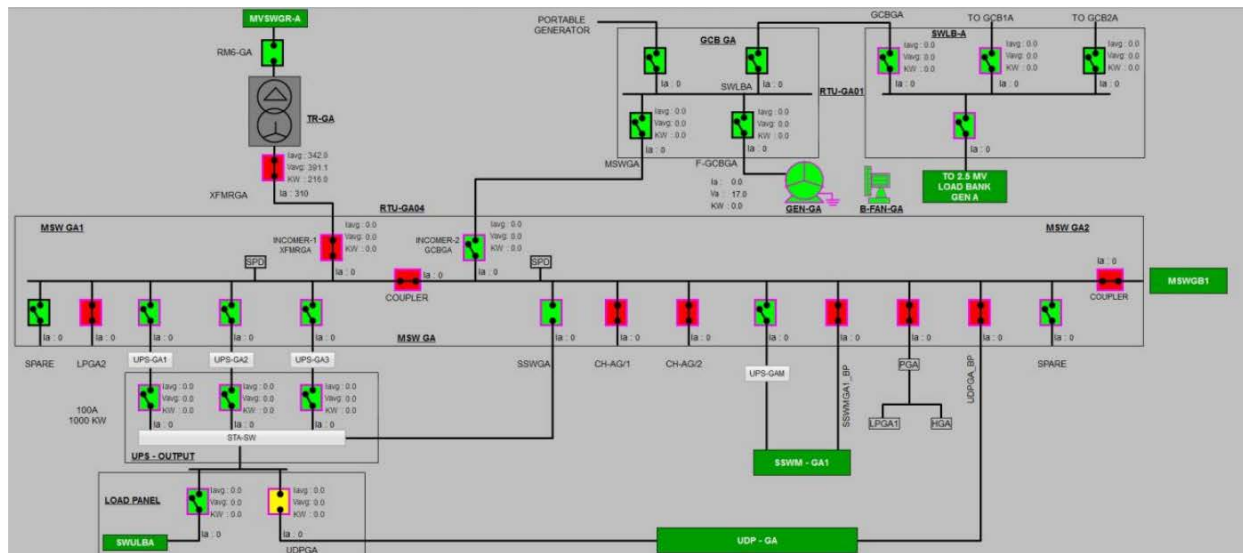 MVSWGR-A
RM6-GA
TR-GA
Iavg : 342.0
Vavg : 391.1
KW : 216.0
XFMRGA
Ia : 310
PORTABLE
GENERATOR
GCB GA
Ia : 0
Ia : 0
SWLBA
Ia : 0
Iavg : 0.0
Vavg: 0.0
KW : 0.0
Ia : 0
MSWGA
F-GCBGA
Ia : 0.0
Va : 17.0
KW : 0.0
GEN-GA
B-FAN-GA
RTU-GA01
GCBGA
TO GCB1A
TO GCB2A
SWLB-A
Iavg : 0.0
Vavg: 0.0
KW : 0.0
Ia : 0
Iavg : 0.0
Vavg: 0.0
KW : 0.0
Ia : 0
Iavg : 0.0
Vavg: 0.0
KW : 0.0
Ia : 0
Ia : 0
TO 2.5 MV
LOAD BANK
GEN A
RTU-GA04
MSW GA1
MSW GA2
INCOMER-1
XFMRGA
Iavg : 0.0
Vavg: 0.0
KW : 0.0
Ia : 0
INCOMER-2
GCBGA
Iavg : 0.0
Vavg: 0.0
KW : 0.0
Ia : 0
SPD
SPD
Ia : 0
COUPLER
Ia : 0
COUPLER
MSWGB1
Ia : 0
Ia : 0
Ia : 0
Ia : 0
Ia : 0
MSW GA
Ia : 0
Ia : 0
Ia : 0
Ia : 0
Ia : 0
Ia : 0
Ia : 0
Ia : 0
SPARE
LPGA2
UPS-GA1
UPS-GA2
UPS-GA3
SSWGA
CH-AG/1
CH-AG/2
UPS-GAM
SSWMGA1_BP
PGA
UDPGA_BP
SPARE
LPGA1
HGA
100A
1000 KW
Iavg : 0.0
Vavg: 0.0
KW : 0.0
Ia : 0
Iavg : 0.0
Vavg: 0.0
KW : 0.0
Ia : 0
Iavg : 0.0
Vavg: 0.0
KW : 0.0
Ia : 0
STA-SW
UPS - OUTPUT
SSWM - GA1
LOAD PANEL
Iavg : 0.0
Vavg: 0.0
KW : 0.0
Ia : 0
Iavg : 0.0
Vavg: 0.0
KW : 0.0
Ia : 0
SWULBA
UDPGA
UDP - GA